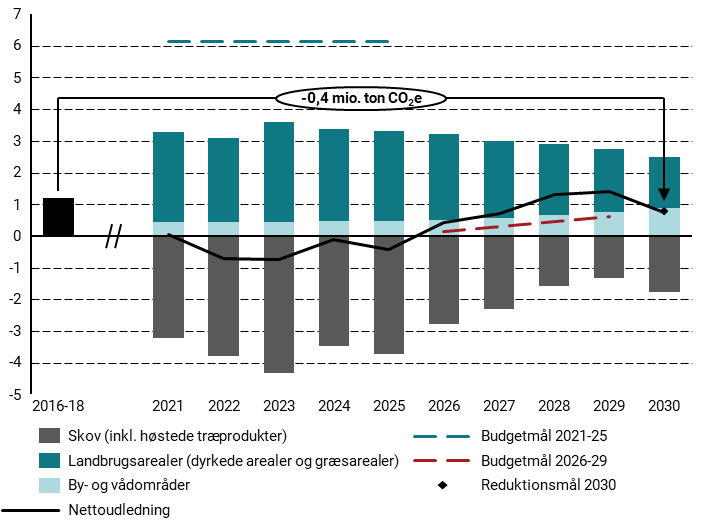 7
6
5
-0,4 mio. ton CO₂e
4
3
2
1
0
-1
-2
-3
-4
-5
2016-18 2021 2022 2023 2024 2025 2026 2027 2028 2029 2030
Skov (inkl. høstede træprodukter)
Landbrugsarealer (dyrkede arealer og græsarealer)
By- og vådområder
Nettoudledning
Budgetmål 2021-25
Budgetmål 2026-29
Reduktionsmål 2030